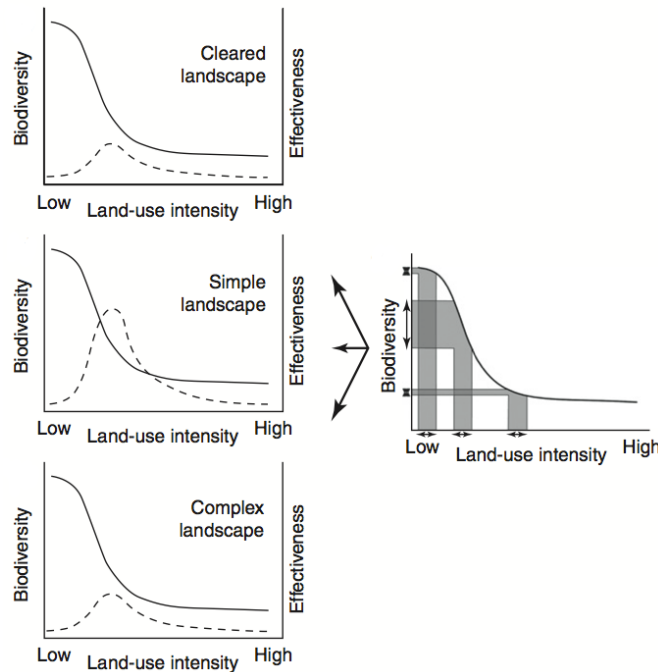 Biodiversity
Cleared
landscape
Effectiveness
Low
Land-use intensity
High
Biodiversity
Simple
landscape
Effectiveness
Low
Land-use intensity
High
Biodiversity
Low
Land-use intensity
High
Biodiversity
Complex
landscape
Effectiveness
Low
Land-use intensity
High